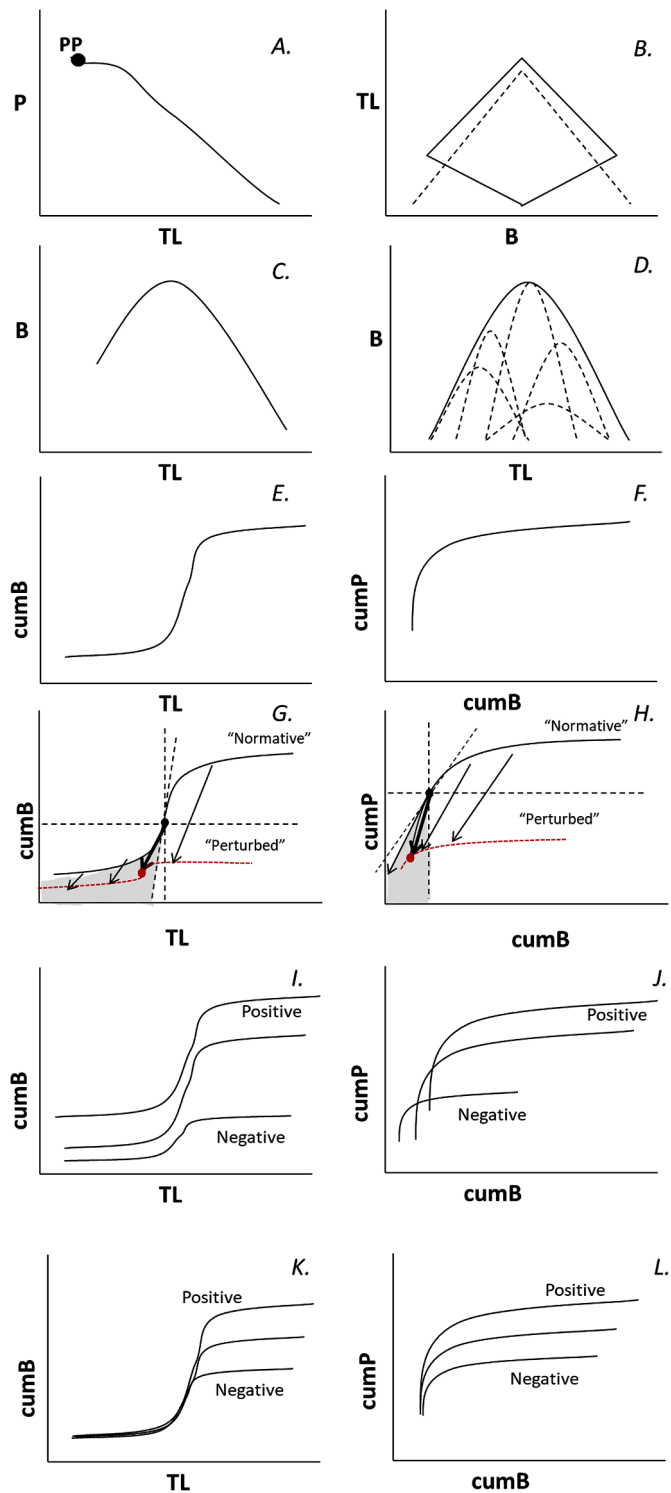 A.
PP
P
TL
B.
TL
B
C.
B
TL
D.
B
TL
E.
cumB
TL
F.
cumP
cumB
G.
"Normative"
cumB
"Perturbed"
TL
H.
"Normative"
cumP
"Perturbed"
cumB
I.
Positive
cumB
Negative
TL
J.
Positive
cumP
Negative
cumB
K.
Positive
cumB
Negative
TL
L.
Positive
cumP
Negative
cumB